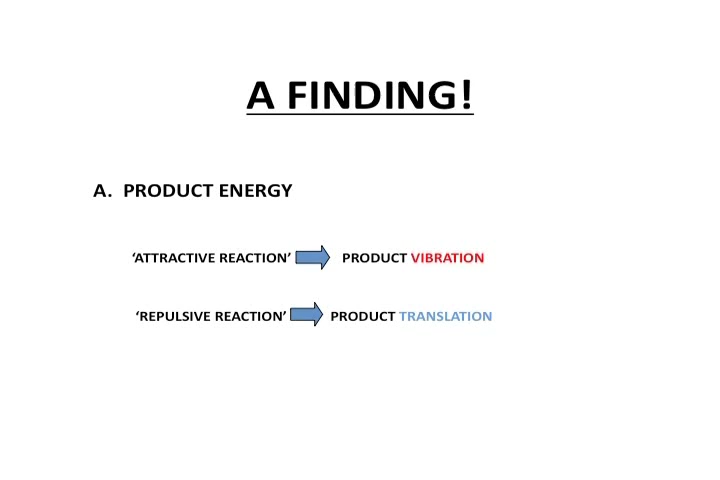 A FINDING!
A. PRODUCT ENERGY
‘ATTRACTIVE REACTION’ PRODUCT VIBRATION
‘REPULSIVE REACTION’ PRODUCT TRANSLATION